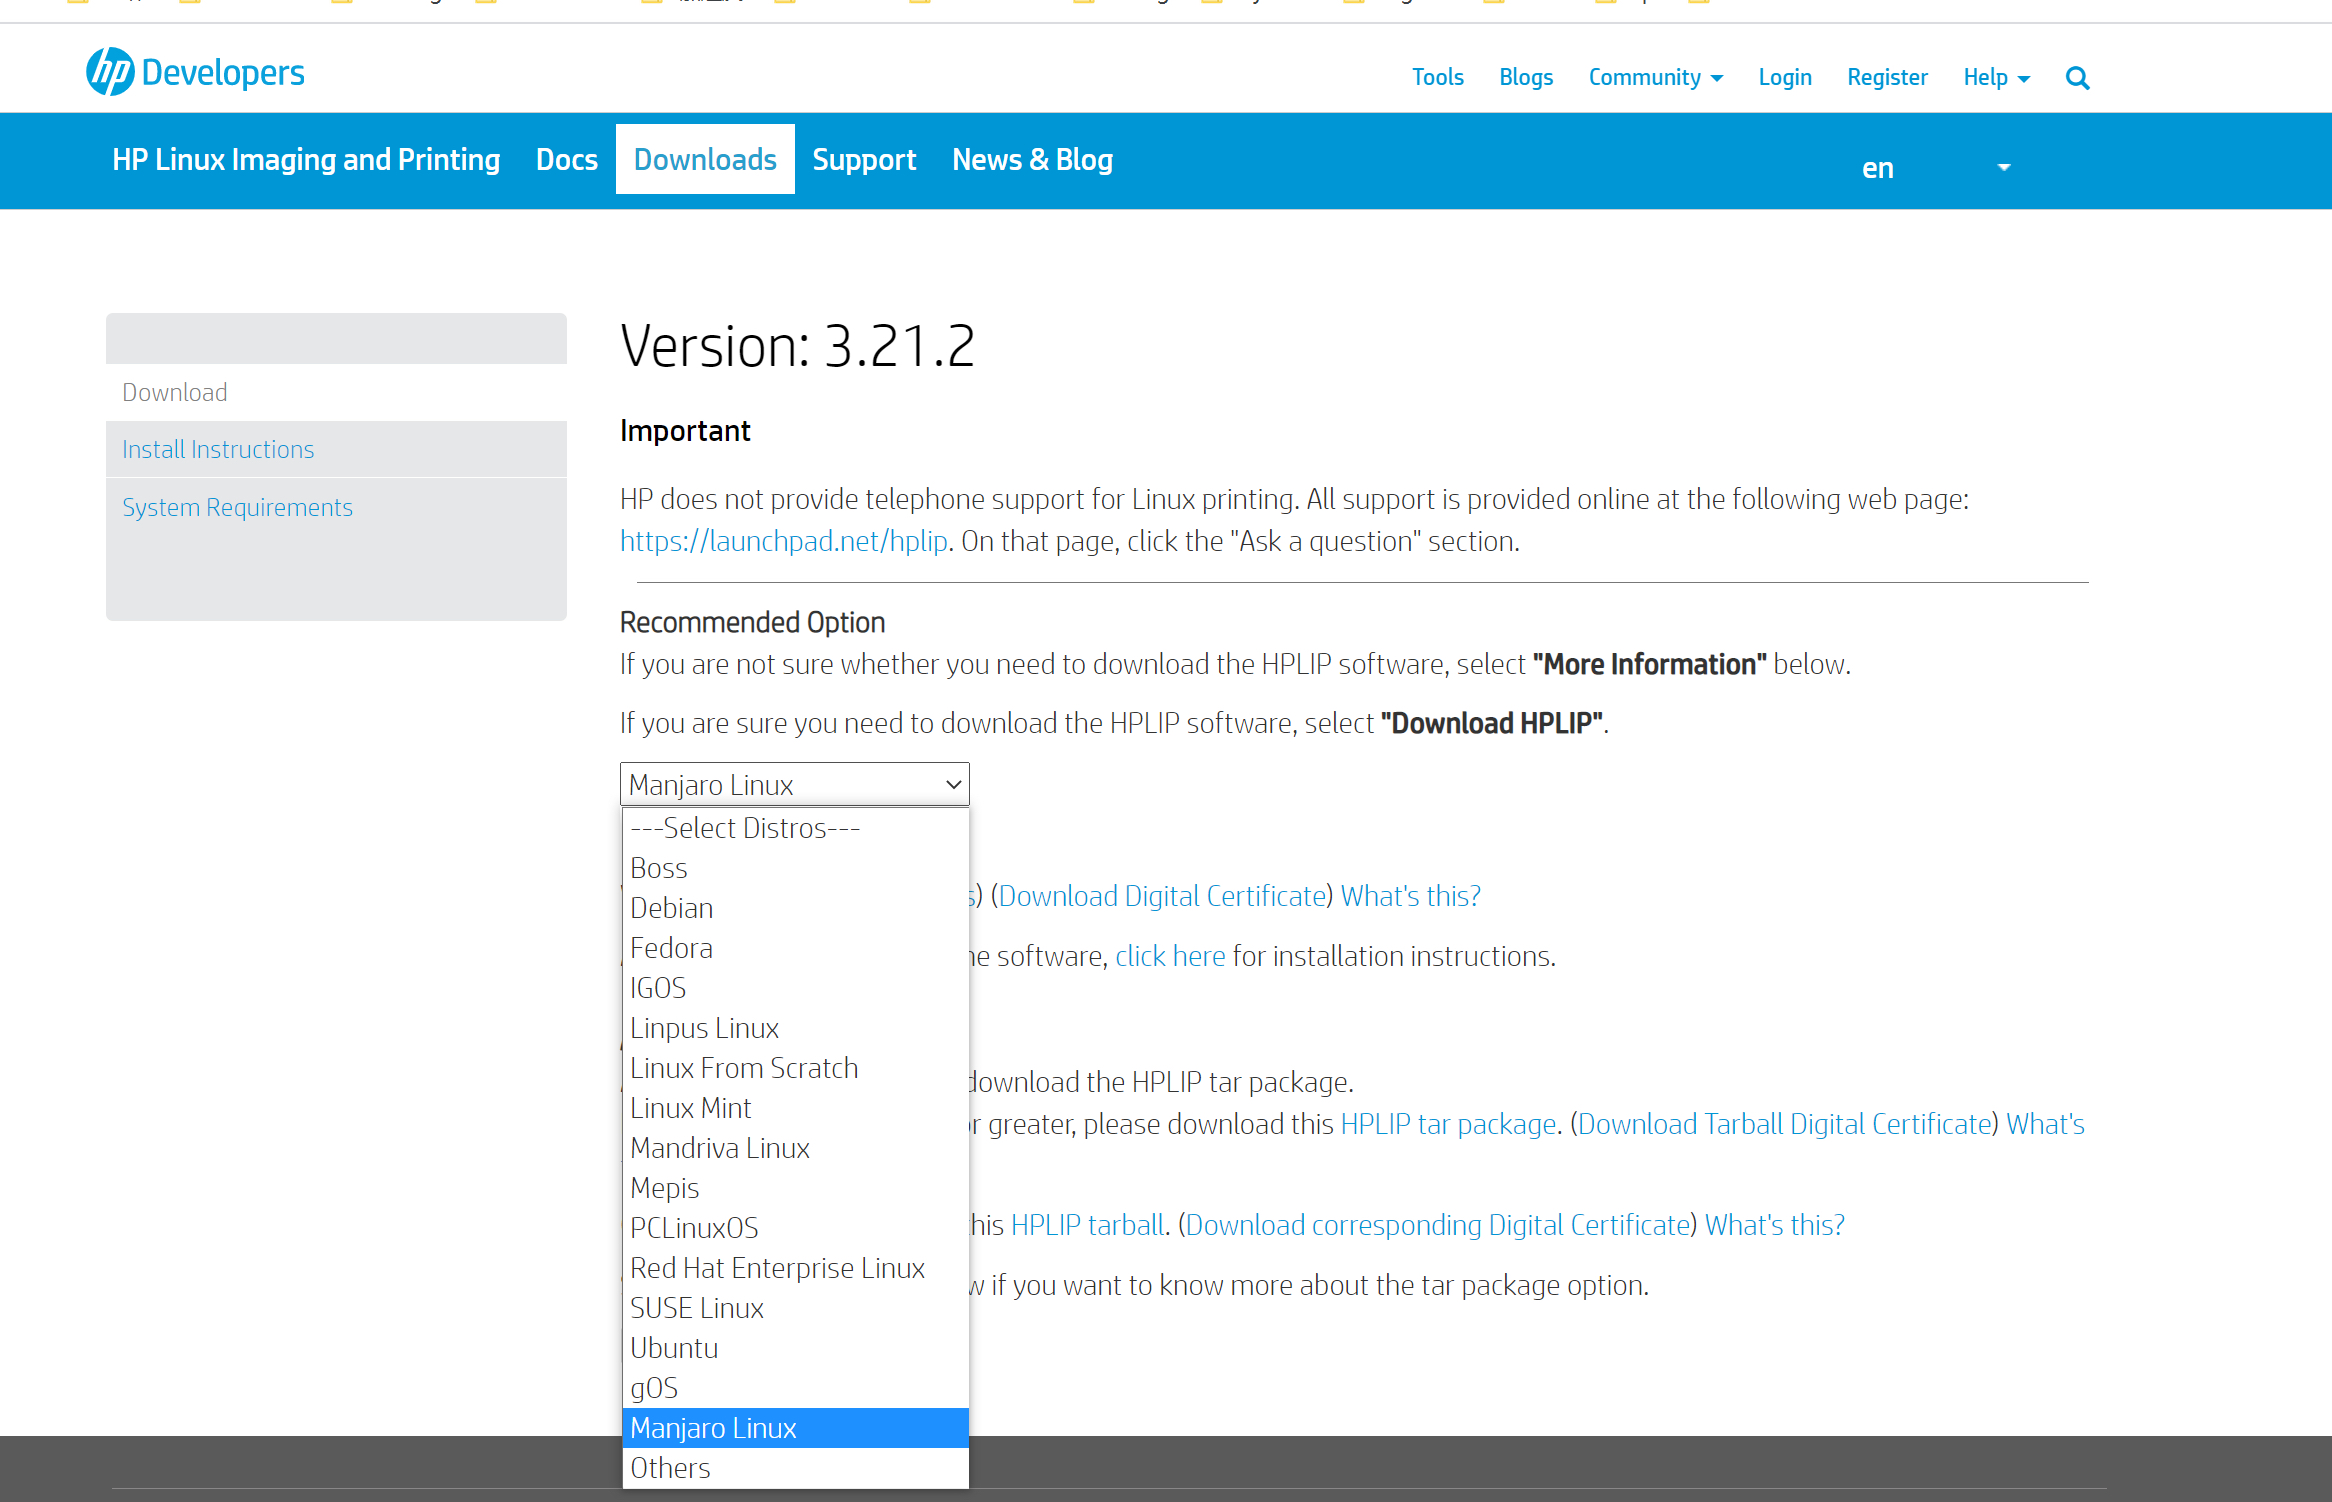 hp Developers
Tools Blogs Community Login Register Help
HP Linux Imaging and Printing Docs Downloads Support News & Blog en
Version: 3.21.2
Download
Important
Install Instructions
HP does not provide telephone support for Linux printing. All support is provided online at the following web page:
System Requirements
https://launchpad.net/hplip. On that page, click the "Ask a question" section.
Recommended Option
If you are not sure whether you need to download the HPLIP software, select "More Information" below.
If you are sure you need to download the HPLIP software, select "Download HPLIP".
Manjaro Linux
---Select Distros---
Boss
) (Download Digital Certificate) What's this?
Debian
Fedora
software, click here for installation instructions.
IGOS
Linpus Linux
Linux From Scratch
download the HPLIP tar package.
Linux Mint
greater, please download this HPLIP tar package. (Download Tarball Digital Certificate) What's
Mandriva Linux
Mepis
PCLinuxOS
this HPLIP tarball. (Download corresponding Digital Certificate) What's this?
Red Hat Enterprise Linux
if you want to know more about the tar package option.
SUSE Linux
Ubuntu
gOS
Manjaro Linux
Others